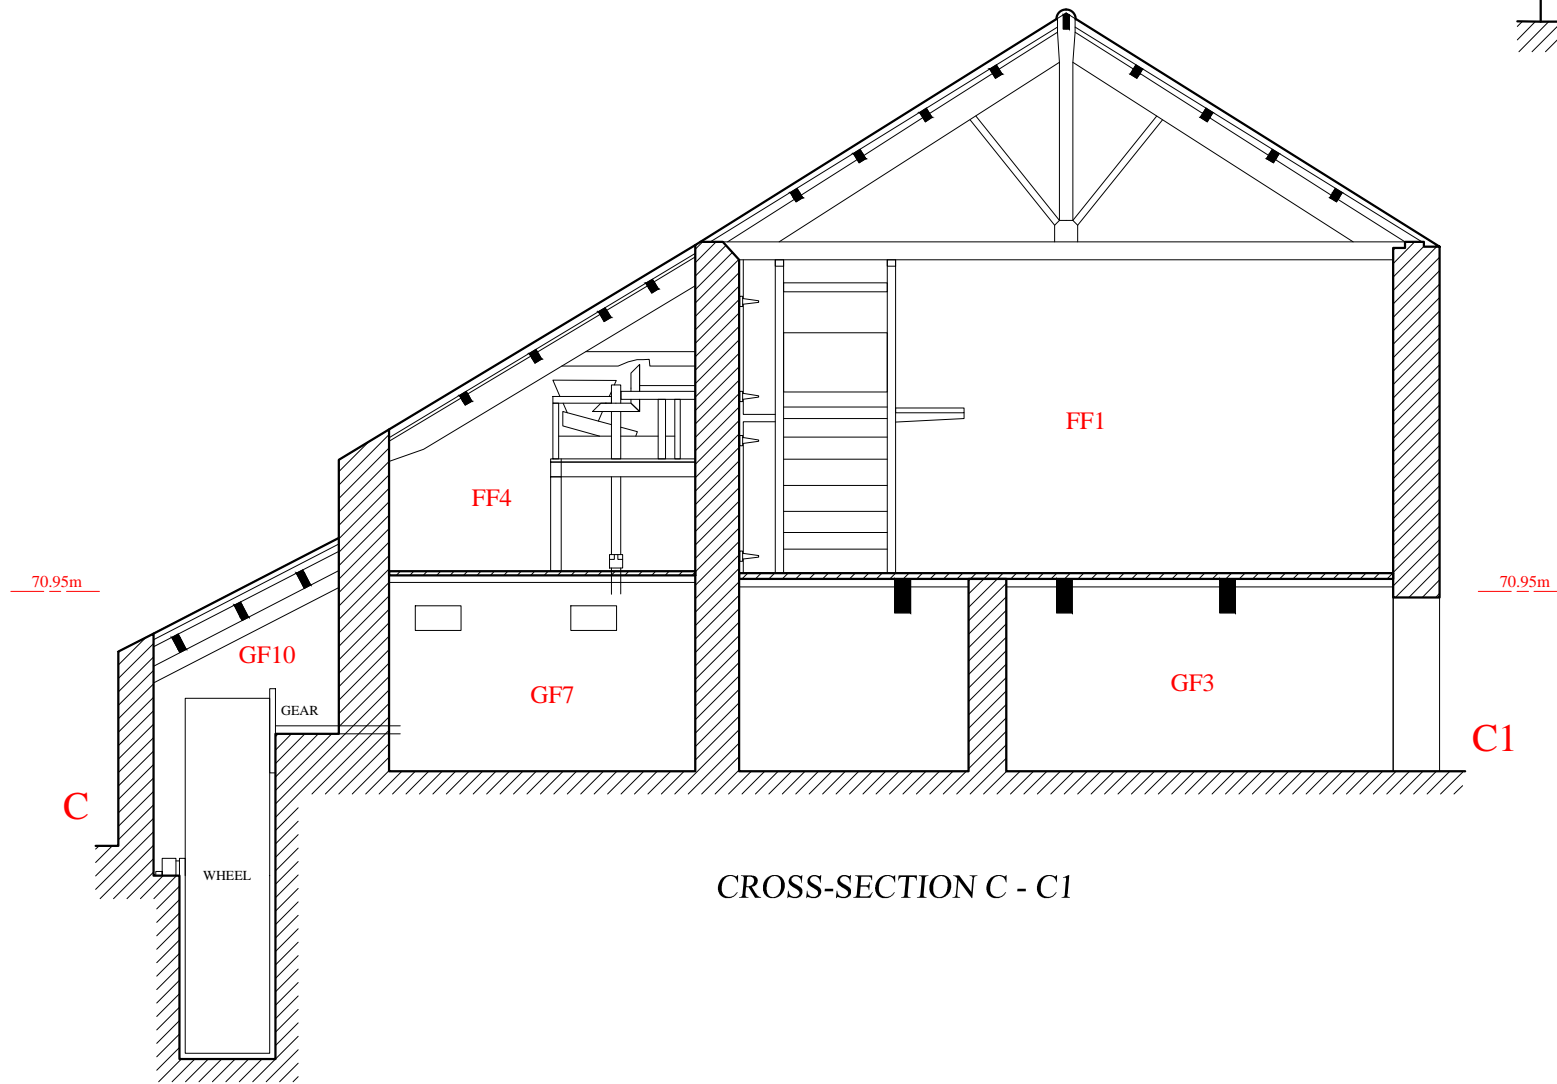 FF1
FF4
70.95m
70.95m
GF10
GF7
GF3
GEAR
C1
C
WHEEL
CROSS-SECTION C - C1